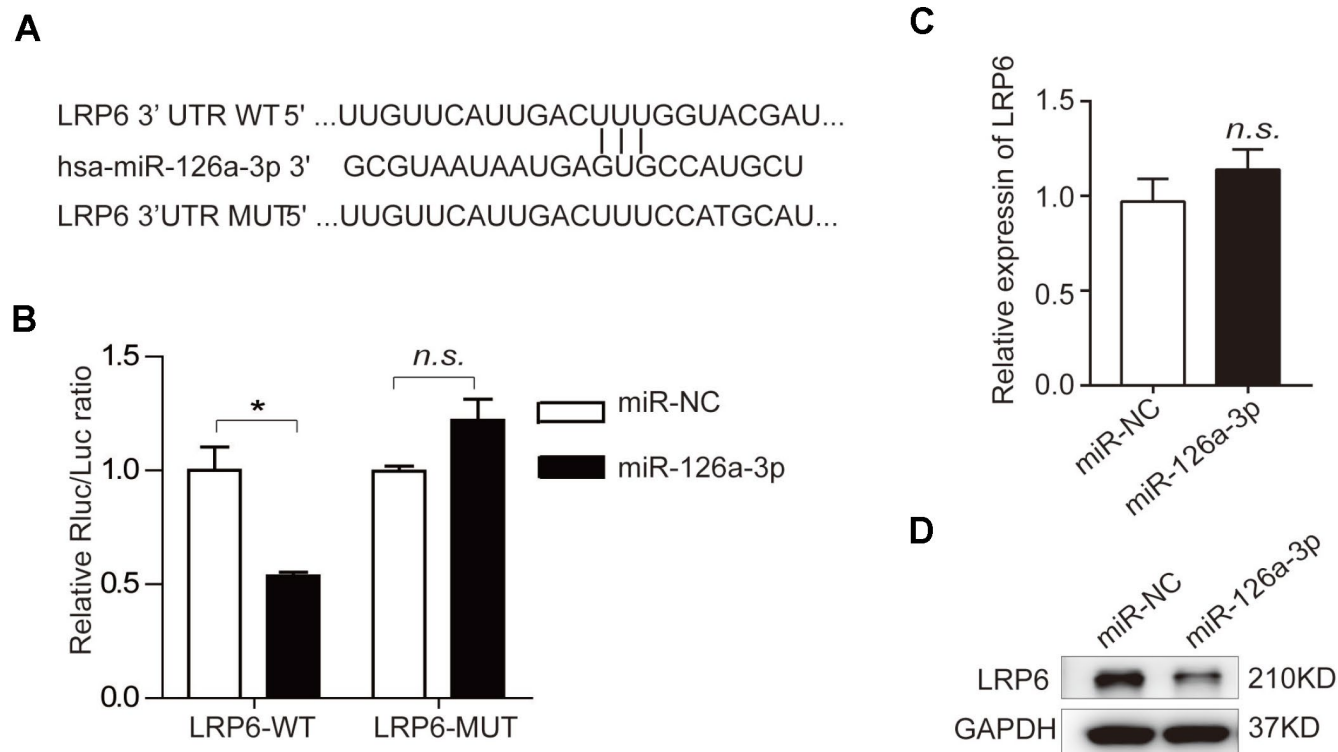 A
LRP6 3' UTR WT 5' ...UUGUUCAUUGACUUUGGUACGAU...
hsa-miR-126a-3p 3' GCGUAAUAAUGAGUGCCAUGCU
LRP6 3'UTR MUT5' ...UUGUUCAUUGACUUUCCATGCAU...
B
Relative Rluc/Luc ratio
1.5
1.0
0.5
0.0
*
n.s.
LRP6-WT
LRP6-MUT
miR-NC
miR-126a-3p
C
Relative expressin of LRP6
1.5
1.0
0.5
0.0
n.s.
miR-NC
miR-126a-3p
D
miR-NC
miR-126a-3p
LRP6 210KD
GAPDH 37KD